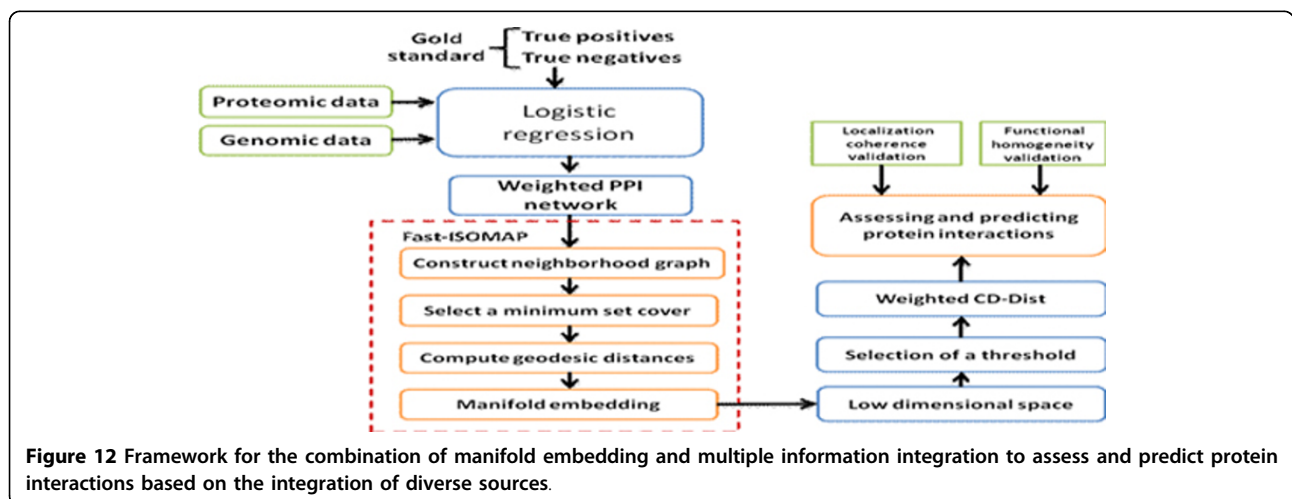 Gold standard
True positives
True negatives
Proteomic data
Genomic data
Logistic
regression
Weighted PPI
network
Fast-ISOMAP
Construct neighborhood graph
Select a minimum set cover
Compute geodesic distances
Manifold embedding
Localization
coherence
validation
Functional
homogeneity
validation
Assessing and predicting
protein interactions
Weighted CD-Dist
Selection of a threshold
Low dimensional space
Figure 12 Framework for the combination of manifold embedding and multiple information integration to assess and predict protein
interactions based on the integration of diverse sources.